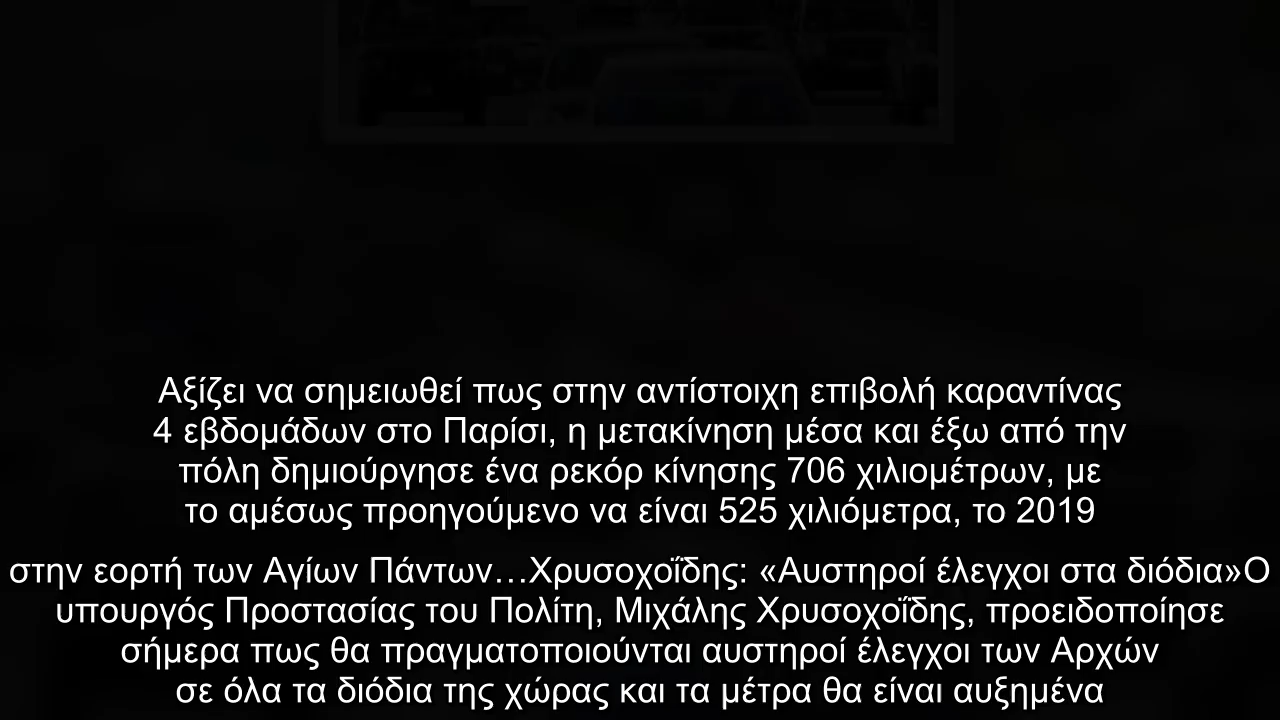 Αξίζει να σημειωθεί πως στην αντίστοιχη επιβολή καραντίνας
4 εβδομάδων στο Παρίσι, η μετακίνηση μέσα και έξω από την
πόλη δημιούργησε ένα ρεκόρ κίνησης 706 χιλιομέτρων, με
το αμέσως προηγούμενο να είναι 525 χιλιόμετρα, το 2019
στην εορτή των Αγίων Πάντων…Χρυσοχοΐδης: «Αυστηροί έλεγχοι στα διόδια»Ο
υπουργός Προστασίας του Πολίτη, Μιχάλης Χρυσοχοΐδης, προειδοποίησε
σήμερα πως θα πραγματοποιούνται αυστηροί έλεγχοι των Αρχών
σε όλα τα διόδια της χώρας και τα μέτρα θα είναι αυξημένα